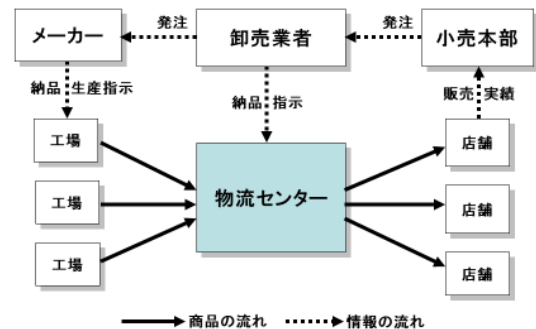 メーカー
発注
卸売業者
発注
小売本部
納品 生産指示
納品 指示
販売 実績
工場
工場
工場
物流センター
店舗
店舗
店舗
商品の流れ
情報の流れ